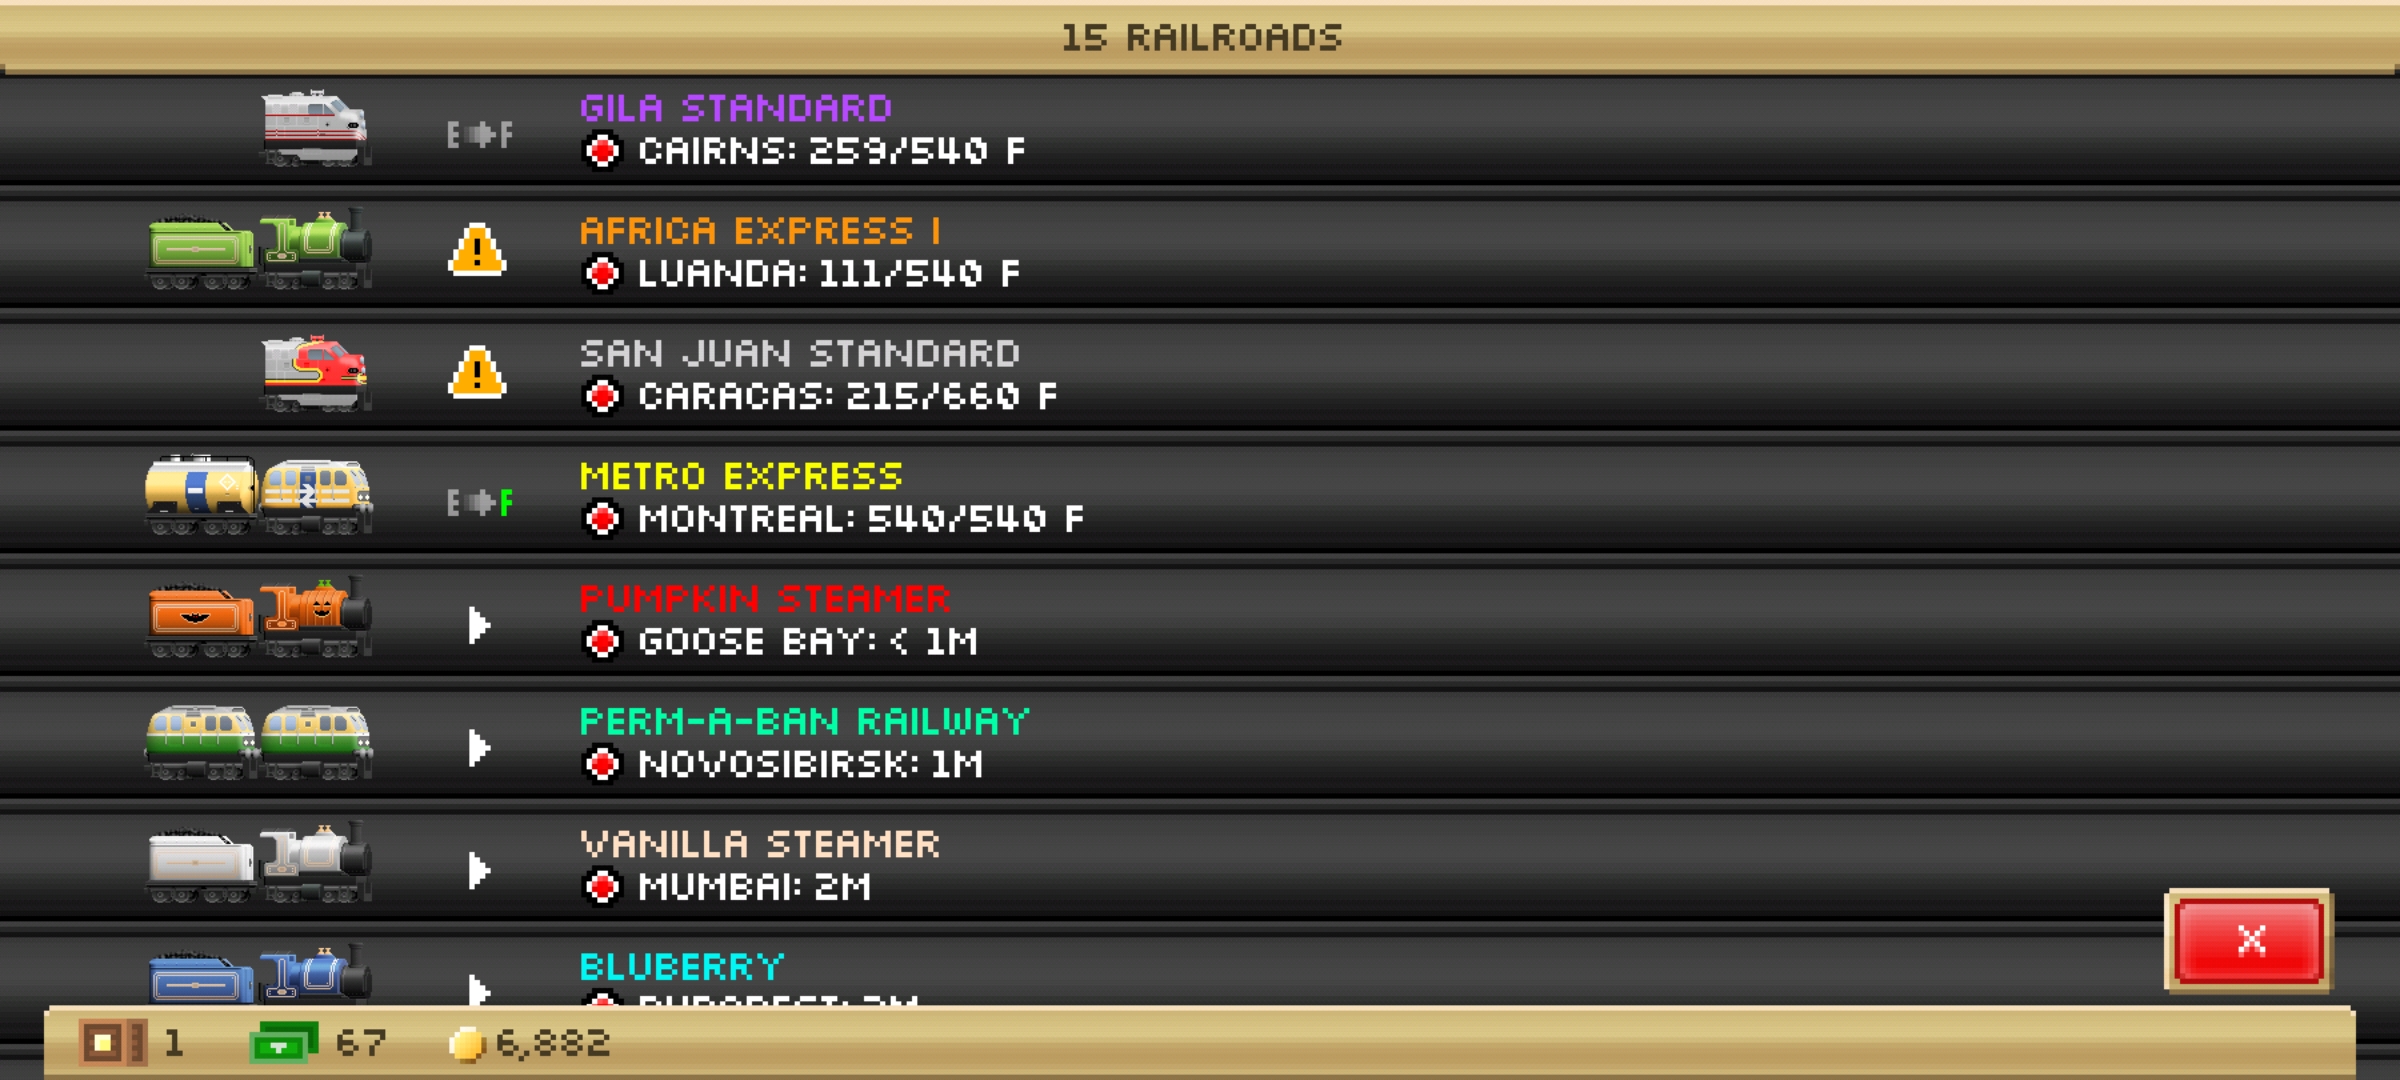 15 RAILROADS
GILA STANDARD
E F
CAIRNS: 259/540 F
AFRICA EXPRESS I
LUANDA: 111/540 F
SAN JUAN STANDARD
CARACAS: 215/660 F
METRO EXPRESS
E F
MONTREAL: 540/540 F
PUMPKIN STEAMER
GOOSE BAY: < 1M
PERM-A-BAN RAILWAY
NOVOSIBIRSK: 1M
VANILLA STEAMER
MUMBAI: 2M
X
BLUBERRY
1 67 6,882